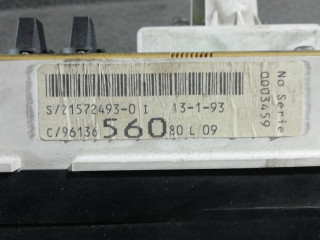 S/21572493-0 I 13-1-93
C/96136 560 80 L 09
No Serie
0003459